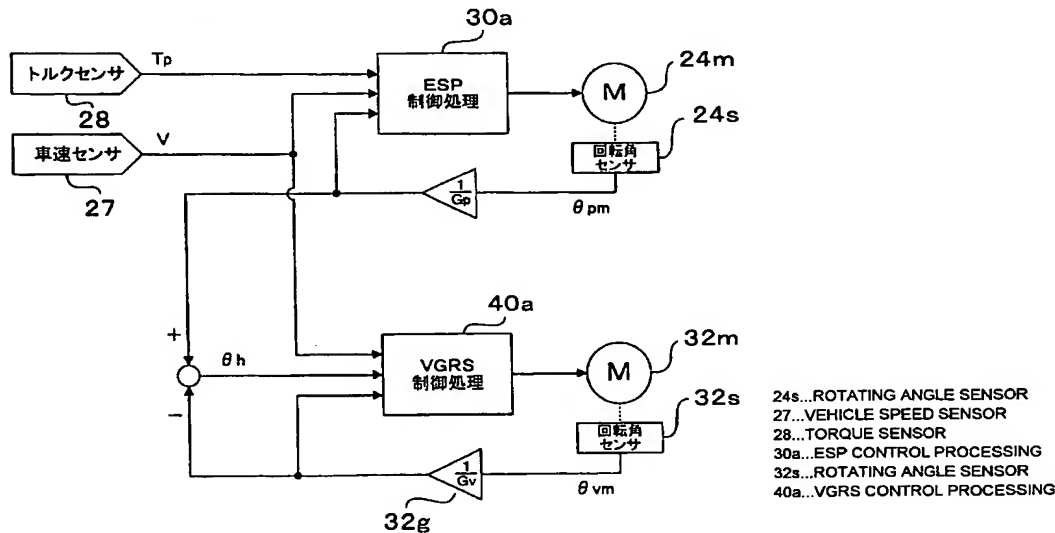 30a
トルクセンサ
Tp
28
ESP
制御処理
M
24m
24s
回転角
センサ
車速センサ
V
27
1
Gp
θpm
40a
+
θh
−
VGRS
制御処理
M
32m
32s
回転角
センサ
1
Gv
θvm
32g
24s...ROTATING ANGLE SENSOR
27...VEHICLE SPEED SENSOR
28...TORQUE SENSOR
30a...ESP CONTROL PROCESSING
32s...ROTATING ANGLE SENSOR
40a...VGRS CONTROL PROCESSING